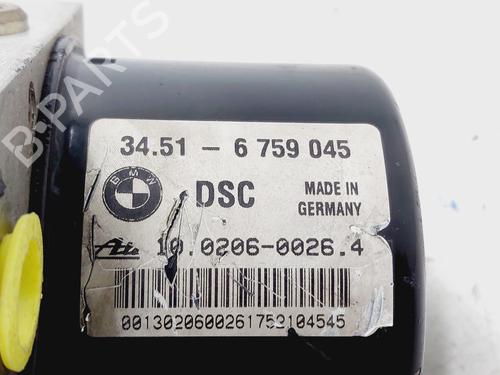 B-PARTS
34.51 - 6 759 045
BMW
DSC
MADE IN
GERMANY
Ate
10.0206-0026.4
0013020600261752104545